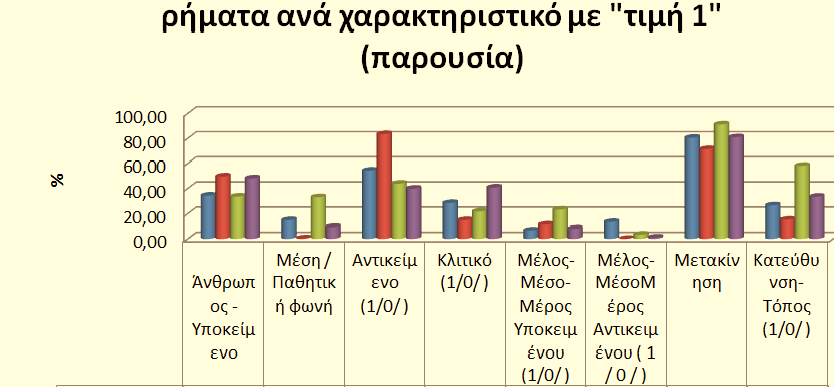 ρήματα ανά χαρακτηριστικό με "τιμή 1"
(παρουσία)
100,00
80,00
60,00
40,00
20,00
0,00
%
Άνθρωπ
ος -
Υποκείμ
ενο
Μέση /
Παθητικ
ή φωνή
Αντικείμ
ενο
(1/0/ )
Κλιτικό
(1/0/ )
Μέλος-
Μέσο-
Μέρος
Υποκειμ
ένου
(1/0/ )
Μέλος-
ΜέσοΜ
έρος
Αντικειμ
ένου ( 1
/ 0 / )
Μετακίν
ηση
Κατεύθυ
νση-
Τόπος
(1/0/ )